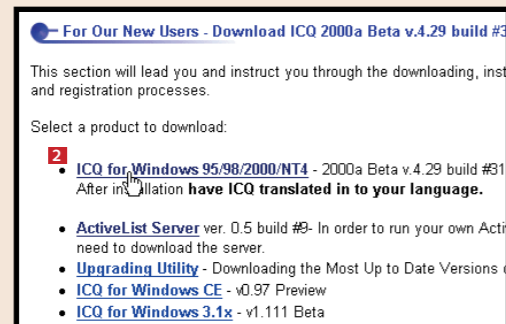 For Our New Users - Download ICQ 2000a Beta v.4.29 build #3
This section will lead you and instruct you through the downloading, inst
and registration processes.
Select a product to download:
2
ICQ for Windows 95/98/2000/NT4 - 2000a Beta v.4.29 build #31
After installation have ICQ translated in to your language.
ActiveList Server ver. 0.5 build #9- In order to run your own Acti
need to download the server.
Upgrading Utility - Downloading the Most Up to Date Versions
ICQ for Windows CE - v0.97 Preview
ICQ for Windows 3.1x - v1.111 Beta